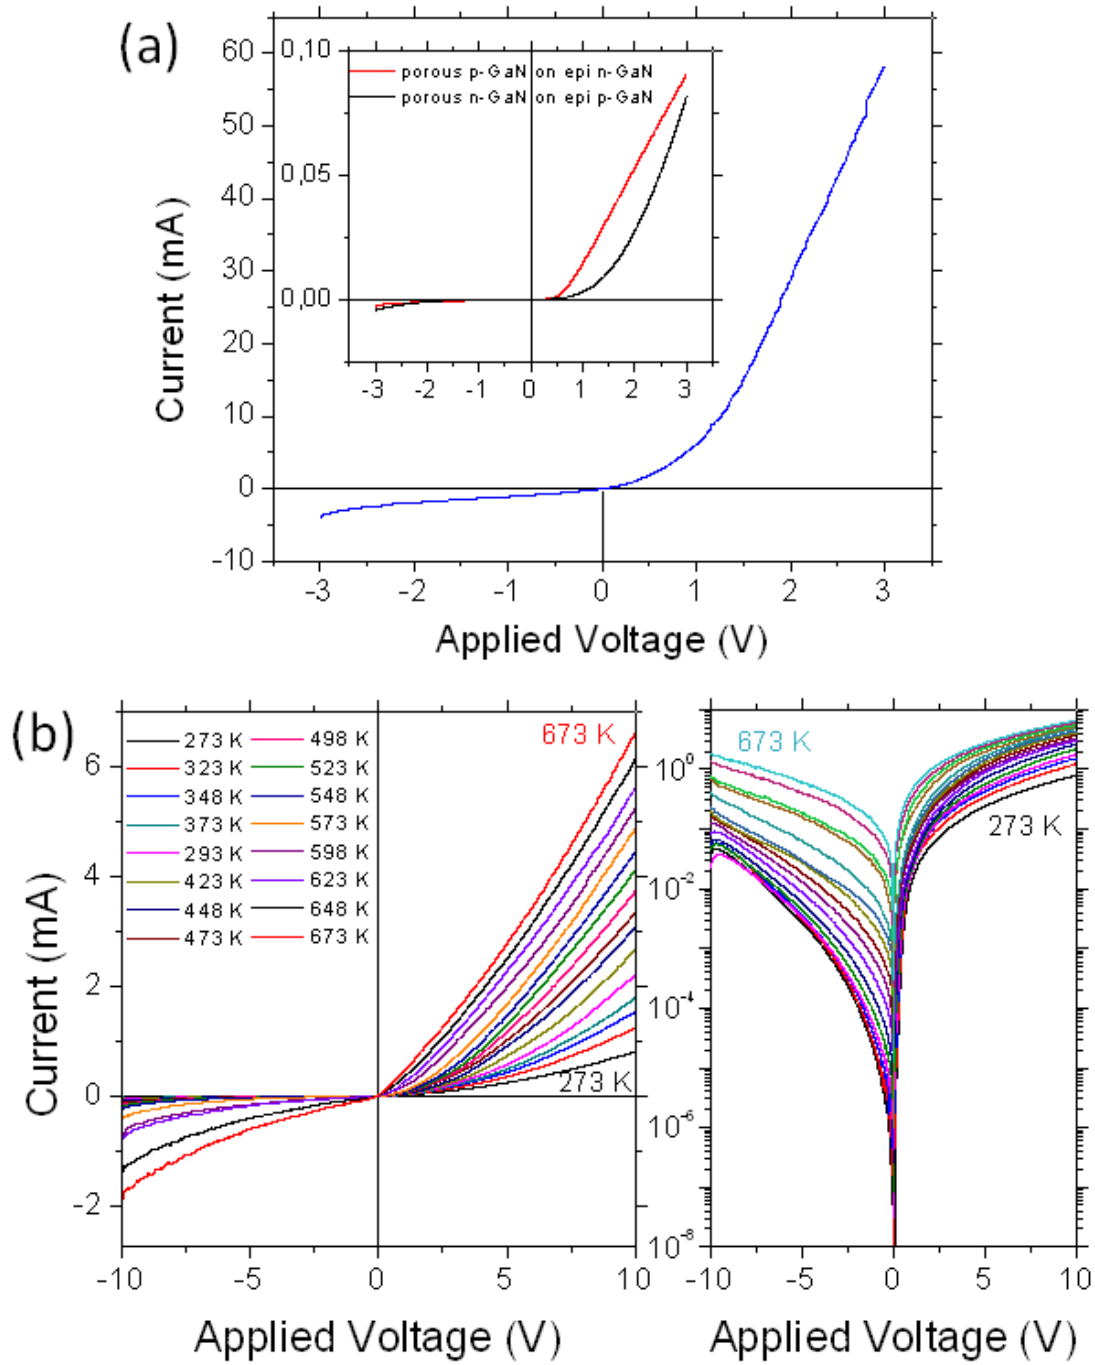 (a)
60
50
40
30
20
10
0
-10
Current (mA)
0,10
0,05
0,00
porous p-GaN on epi n-GaN
porous n-GaN on epi p-GaN
-3 -2 -1 0 1 2 3
-3 -2 -1 0 1 2 3
Applied Voltage (V)
(b)
6
4
2
0
-2
Current (mA)
273 K 498 K
323 K 523 K
348 K 548 K
373 K 573 K
293 K 598 K
423 K 623 K
448 K 648 K
473 K 673 K
673 K
273 K
-10 -5 0 5 10
Applied Voltage (V)
10^0
10^-2
10^-4
10^-6
10^-8
673 K
273 K
-10 -5 0 5 10
Applied Voltage (V)